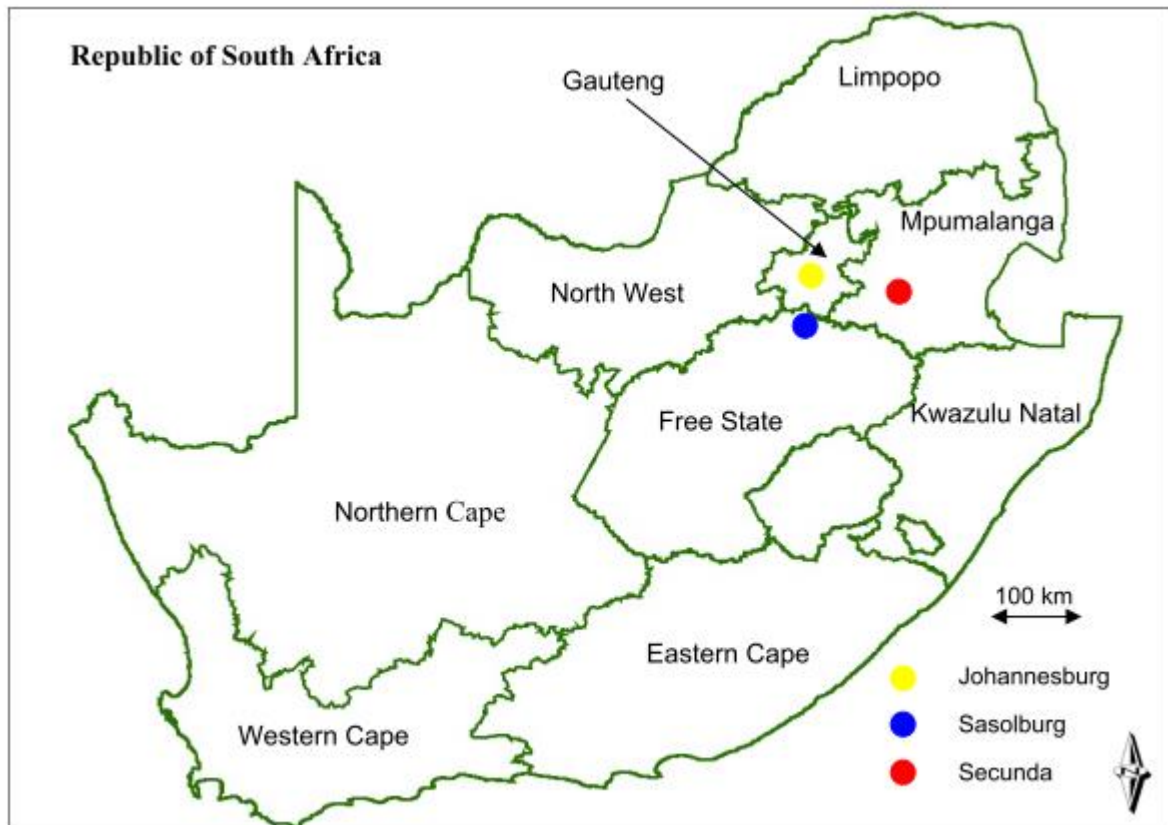 Republic of South Africa
Limpopo
Gauteng
Mpumalanga
North West
Free State
Kwazulu Natal
Northern Cape
100 km
Eastern Cape
Johannesburg
Western Cape
Sasolburg
Secunda